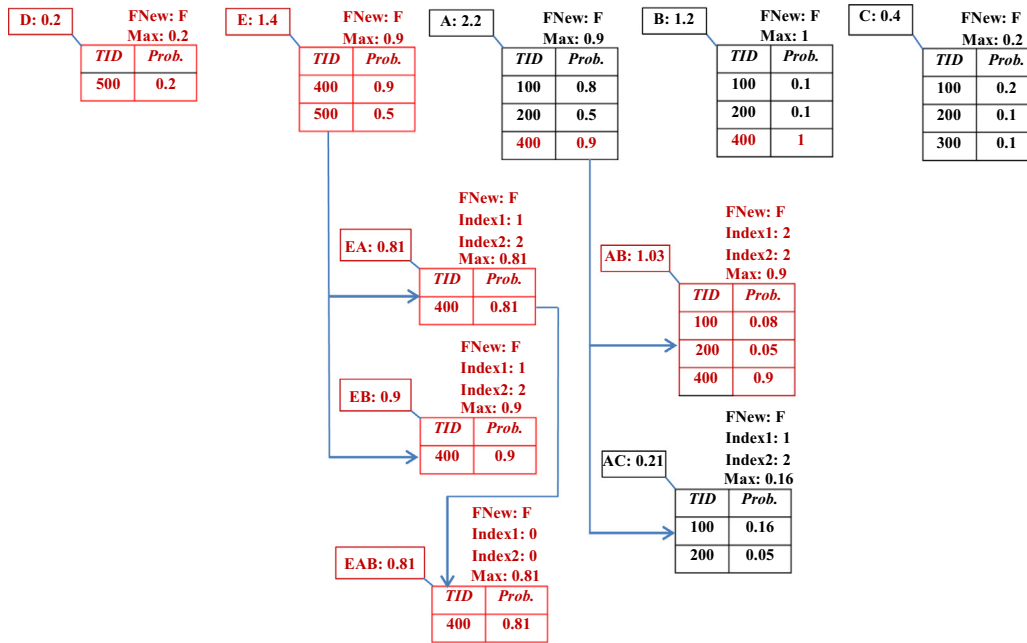 D: 0.2
FNew: F
Max: 0.2
TID Prob.
500 0.2
E: 1.4
FNew: F
Max: 0.9
TID Prob.
400 0.9
500 0.5
A: 2.2
FNew: F
Max: 0.9
TID Prob.
100 0.8
200 0.5
400 0.9
B: 1.2
FNew: F
Max: 1
TID Prob.
100 0.1
200 0.1
400 1
C: 0.4
FNew: F
Max: 0.2
TID Prob.
100 0.2
200 0.1
300 0.1
EA: 0.81
FNew: F
Index1: 1
Index2: 2
Max: 0.81
TID Prob.
400 0.81
AB: 1.03
FNew: F
Index1: 2
Index2: 2
Max: 0.9
TID Prob.
100 0.08
200 0.05
400 0.9
EB: 0.9
FNew: F
Index1: 1
Index2: 2
Max: 0.9
TID Prob.
400 0.9
AC: 0.21
FNew: F
Index1: 1
Index2: 2
Max: 0.16
TID Prob.
100 0.16
200 0.05
EAB: 0.81
FNew: F
Index1: 0
Index2: 0
Max: 0.81
TID Prob.
400 0.81